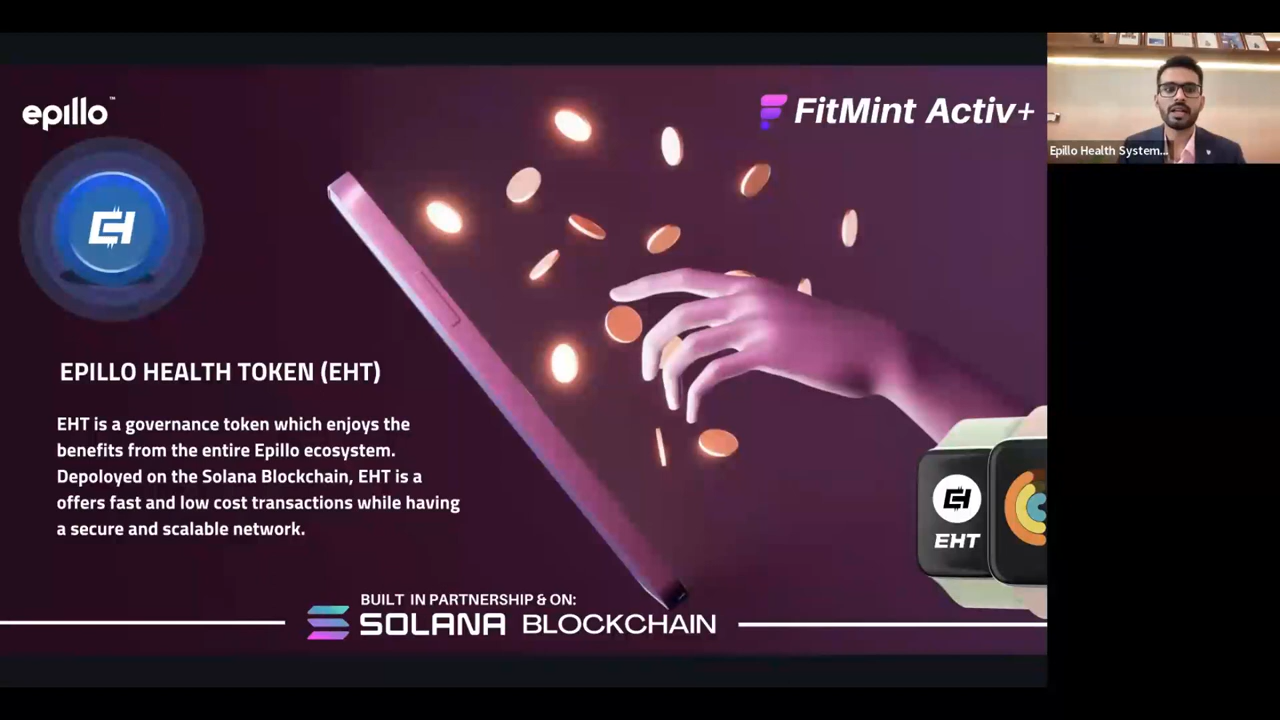 epillo™
FitMint Activ+
Epillo Health System...
EPILLO HEALTH TOKEN (EHT)
EHT is a governance token which enjoys the
benefits from the entire Epillo ecosystem.
Depoloyed on the Solana Blockchain, EHT is a
offers fast and low cost transactions while having
a secure and scalable network.
EHT
BUILT IN PARTNERSHIP & ON:
SOLANA BLOCKCHAIN